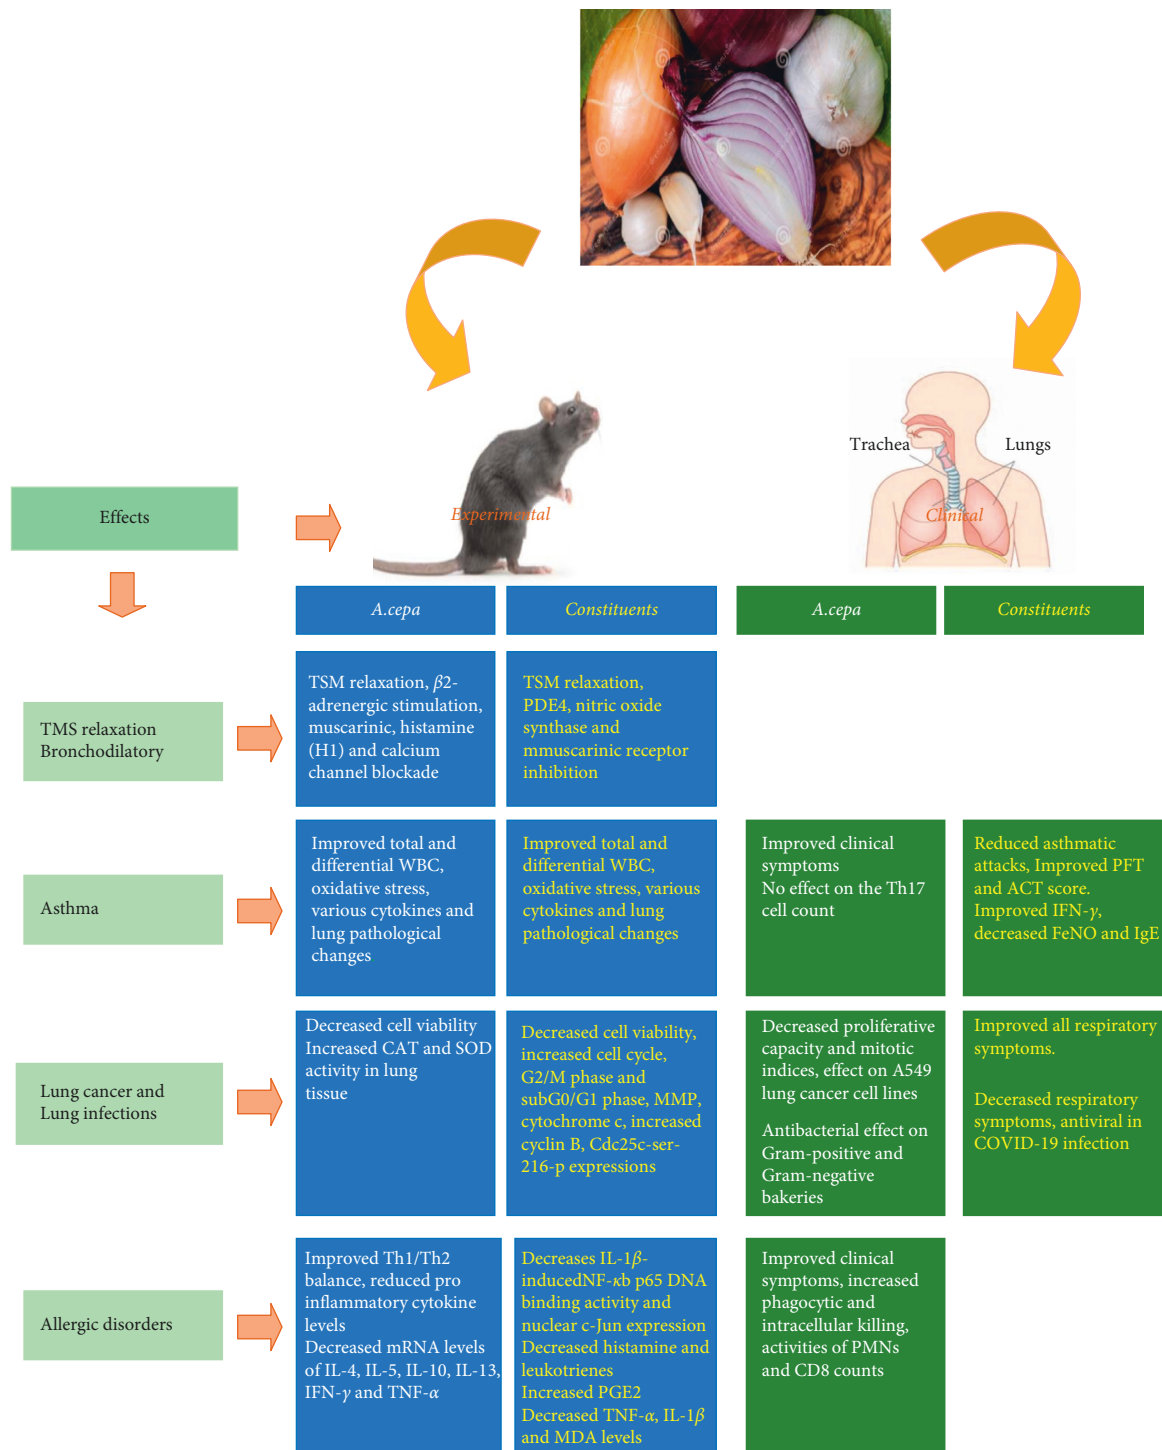 Trachea
Lungs
Effects
Experimental
Clinical
A.cepa
Constituents
A.cepa
Constituents
TMS relaxation
Bronchodilatory
TSM relaxation, β2-
adrenergic stimulation,
muscarinic, histamine
(H1) and calcium
channel blockade
TSM relaxation,
PDE4, nitric oxide
synthase and
mmuscarinic receptor
inhibition
Asthma
Improved total and
differential WBC,
oxidative stress,
various cytokines and
lung pathological
changes
Improved total and
differential WBC,
oxidative stress, various
cytokines and lung
pathological changes
Improved clinical
symptoms
No effect on the Th17
cell count
Reduced asthmatic
attacks, Improved PFT
and ACT score.
Improved IFN-γ,
decreased FeNO and IgE
Lung cancer and
Lung infections
Decreased cell viability
Increased CAT and SOD
activity in lung
tissue
Decreased cell viability,
increased cell cycle,
G2/M phase and
subG0/G1 phase, MMP,
cytochrome c, increased
cyclin B, Cdc25c-ser-
216-p expressions
Decreased proliferative
capacity and mitotic
indices, effect on A549
lung cancer cell lines
Antibacterial effect on
Gram-positive and
Gram-negative
bakeries
Improved all respiratory
symptoms.
Decerased respiratory
symptoms, antiviral in
COVID-19 infection
Allergic disorders
Improved Th1/Th2
balance, reduced pro
inflammatory cytokine
levels
Decreased mRNA levels
of IL-4, IL-5, IL-10, IL-13,
IFN-γ and TNF-α
Decreases IL-1β-
inducedNF-κb p65 DNA
binding activity and
nuclear c-Jun expression
Decreased histamine and
leukotrienes
Increased PGE2
Decreased TNF-α, IL-1β
and MDA levels
Improved clinical
symptoms, increased
phagocytic and
intracellular killing,
activities of PMNs
and CD8 counts